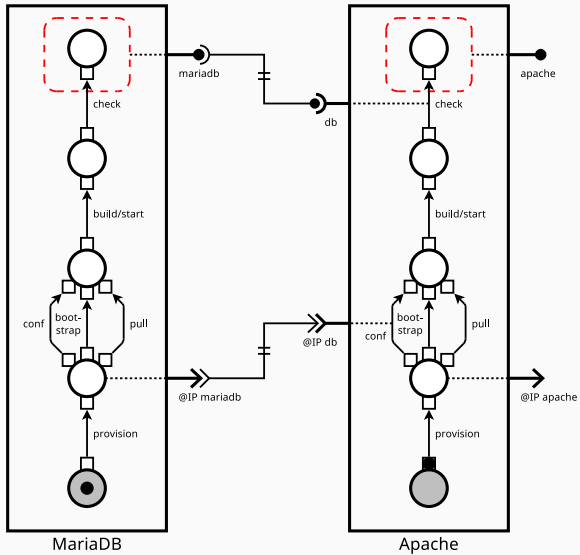 mariadb
apache
check
check
db
build/start
build/start
conf
boot-
strap
pull
conf
boot-
strap
pull
@IP db
@IP mariadb
@IP apache
provision
provision
MariaDB
Apache